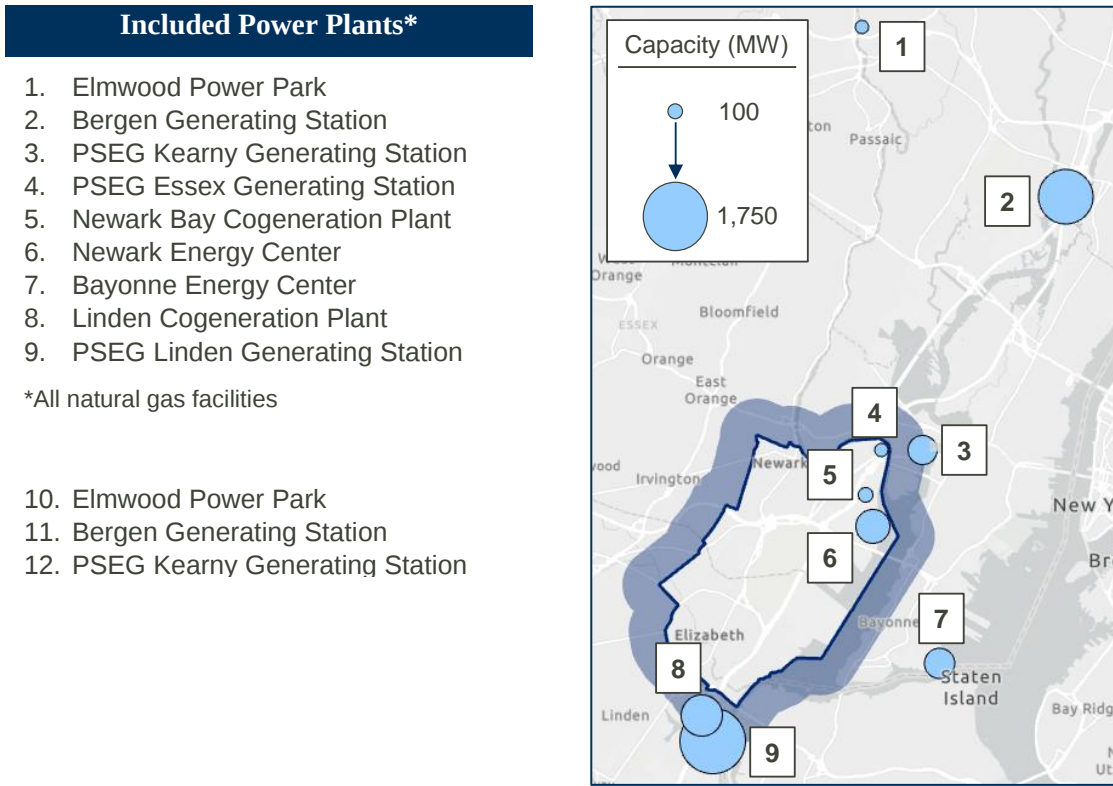 Included Power Plants*
1. Elmwood Power Park
2. Bergen Generating Station
3. PSEG Kearny Generating Station
4. PSEG Essex Generating Station
5. Newark Bay Cogeneration Plant
6. Newark Energy Center
7. Bayonne Energy Center
8. Linden Cogeneration Plant
9. PSEG Linden Generating Station
*All natural gas facilities
10. Elmwood Power Park
11. Bergen Generating Station
12. PSEG Kearny Generating Station
Capacity (MW)
100
1,750
1
Passaic
2
Orange
Bloomfield
ESSEX
Orange
East
Orange
4
3
Newark
5
Irvington
New Y
6
Bayonne
7
Elizabeth
8
Staten
Island
Linden
Bay Ridg
9